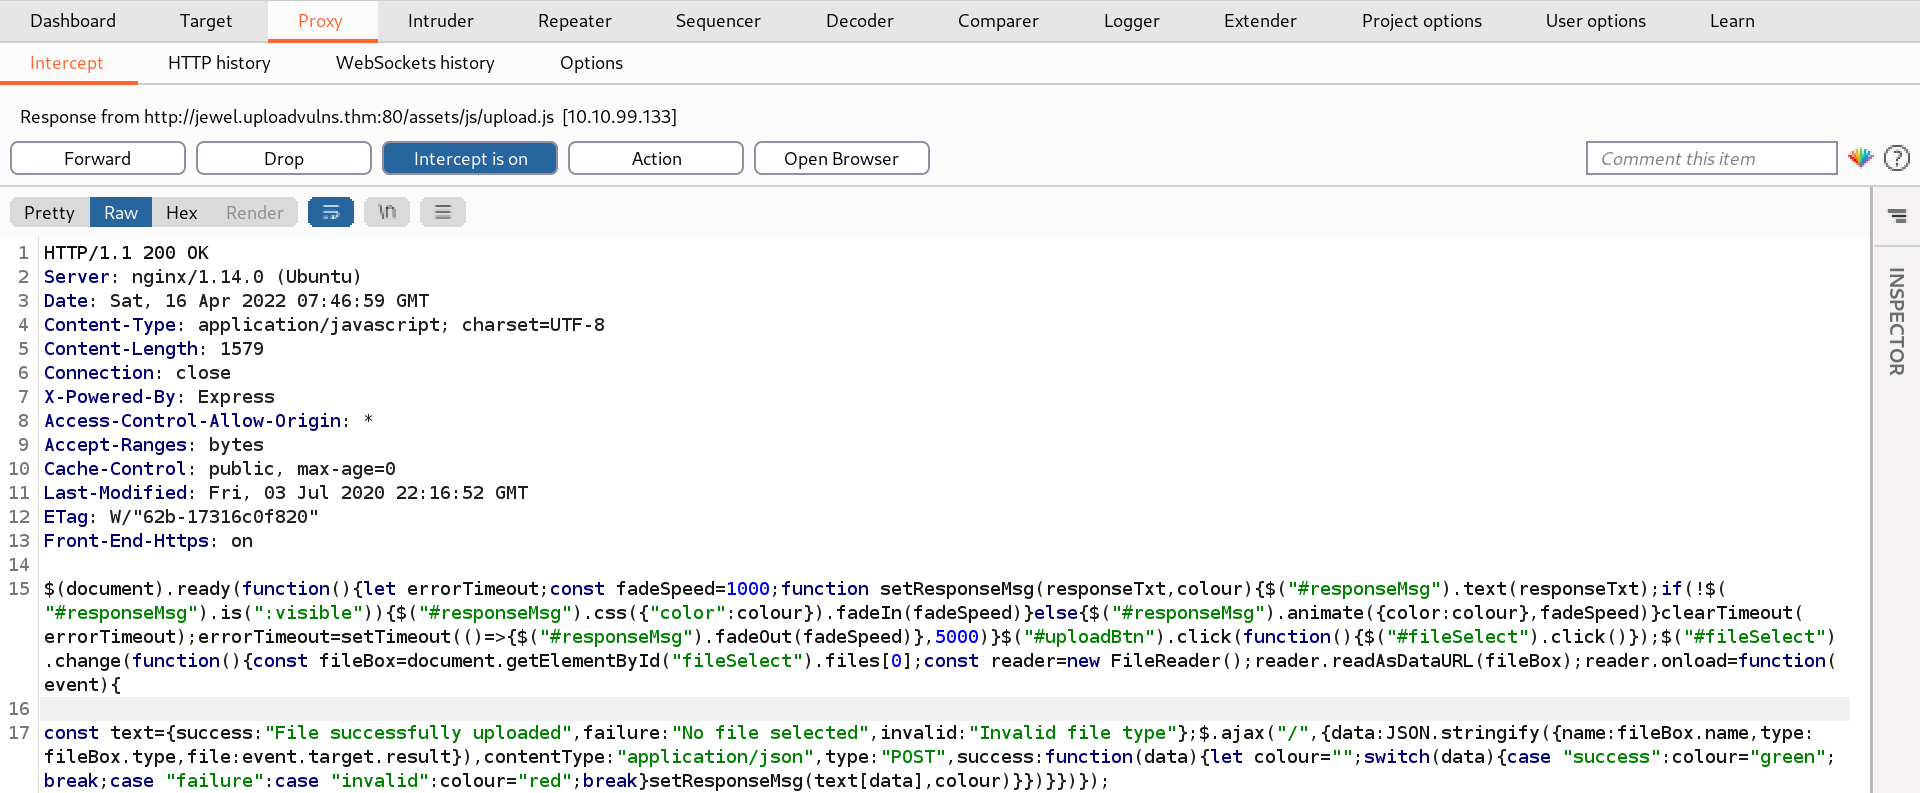 Dashboard Target Proxy Intruder Repeater Sequencer Decoder Comparer Logger Extender Project options User options Learn
Intercept HTTP history WebSockets history Options
Response from http://jewel.uploadvulns.thm:80/assets/js/upload.js [10.10.99.133]
Forward Drop Intercept is on Action Open Browser Comment this item ?
Pretty Raw Hex Render \n
INSPECTOR
1 HTTP/1.1 200 OK
2 Server: nginx/1.14.0 (Ubuntu)
3 Date: Sat, 16 Apr 2022 07:46:59 GMT
4 Content-Type: application/javascript; charset=UTF-8
5 Content-Length: 1579
6 Connection: close
7 X-Powered-By: Express
8 Access-Control-Allow-Origin: *
9 Accept-Ranges: bytes
10 Cache-Control: public, max-age=0
11 Last-Modified: Fri, 03 Jul 2020 22:16:52 GMT
12 ETag: W/"62b-17316c0f820"
13 Front-End-Https: on
14
15 $(document).ready(function(){let errorTimeout;const fadeSpeed=1000;function setResponseMsg(responseTxt,colour){$("#responseMsg").text(responseTxt);if(!$(
"#responseMsg").is(":visible")){$("#responseMsg").css({"color":colour}).fadeIn(fadeSpeed)}else{$("#responseMsg").animate({color:colour},fadeSpeed)}clearTimeout(
errorTimeout);errorTimeout=setTimeout(()=>{$("#responseMsg").fadeOut(fadeSpeed)},5000)}$("#uploadBtn").click(function(){$("#fileSelect").click()});$("#fileSelect")
.change(function(){const fileBox=document.getElementById("fileSelect").files[0];const reader=new FileReader();reader.readAsDataURL(fileBox);reader.onload=function(
event){
16
17 const text={success:"File successfully uploaded",failure:"No file selected",invalid:"Invalid file type"};$.ajax("/",{data:JSON.stringify({name:fileBox.name,type:
fileBox.type,file:event.target.result}),contentType:"application/json",type:"POST",success:function(data){let colour="";switch(data){case "success":colour="green";
break;case "failure":case "invalid":colour="red";break}setResponseMsg(text[data],colour)}})}})});